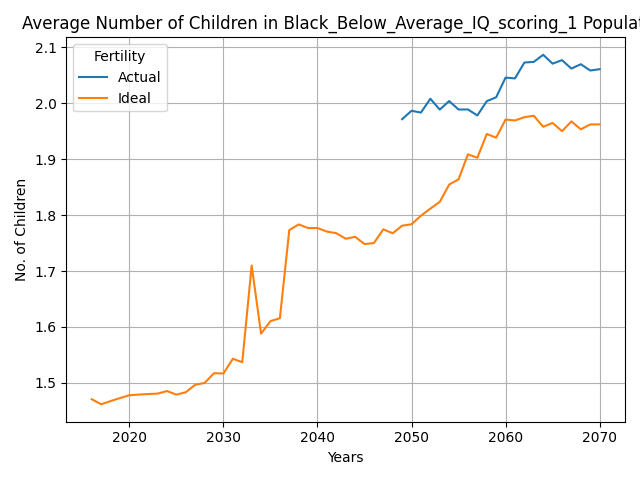 Average Number of Children in Black_Below_Average_IQ_scoring_1 Populat
Fertility
Actual
Ideal
2.1
2.0
1.9
1.8
1.7
1.6
1.5
No. of Children
2020 2030 2040 2050 2060 2070
Years